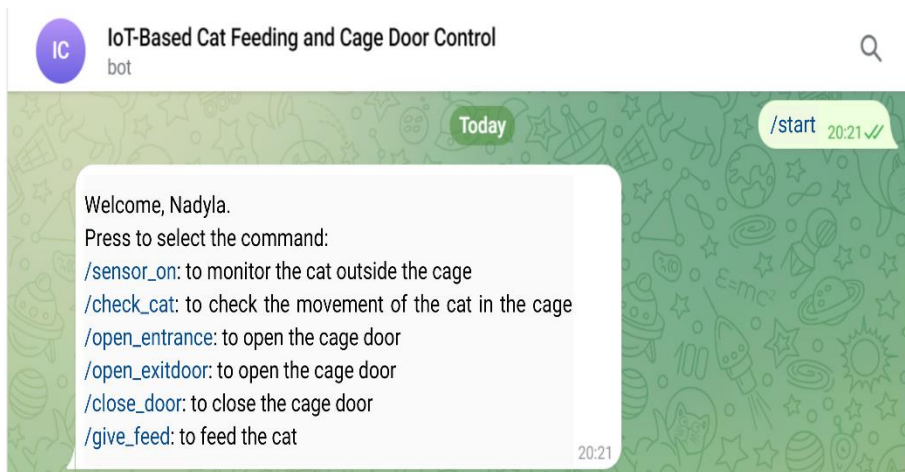 IC
IoT-Based Cat Feeding and Cage Door Control
bot
Today
/start 20:21
Welcome, Nadyla.
Press to select the command:
/sensor_on: to monitor the cat outside the cage
/check_cat: to check the movement of the cat in the cage
/open_entrance: to open the cage door
/open_exitdoor: to open the cage door
/close_door: to close the cage door
/give_feed: to feed the cat
20:21
E=mc²